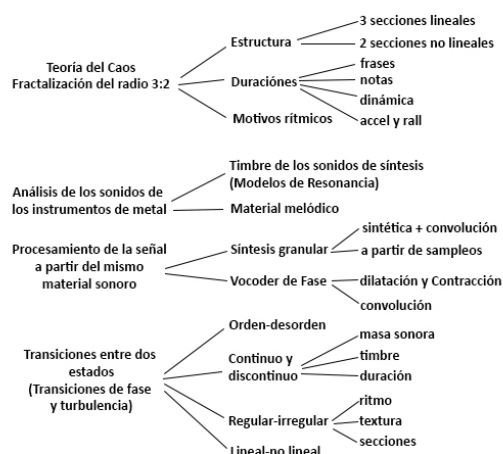 Teoría del Caos
Fractalización del radio 3:2
Estructura
3 secciones lineales
2 secciones no lineales
Duraciónes
frases
notas
dinámica
accel y rall
Motivos rítmicos
Análisis de los sonidos de
los instrumentos de metal
Timbre de los sonidos de síntesis
(Modelos de Resonancia)
Material melódico
Procesamiento de la señal
a partir del mismo
material sonoro
Síntesis granular
sintética + convolución
a partir de sampleos
Vocoder de Fase
dilatación y Contracción
convolución
Transiciones entre dos
estados
(Transiciones de fase
y turbulencia)
Orden-desorden
Continuo y
discontinuo
masa sonora
timbre
duración
Regular-irregular
ritmo
textura
secciones
Lineal-no lineal